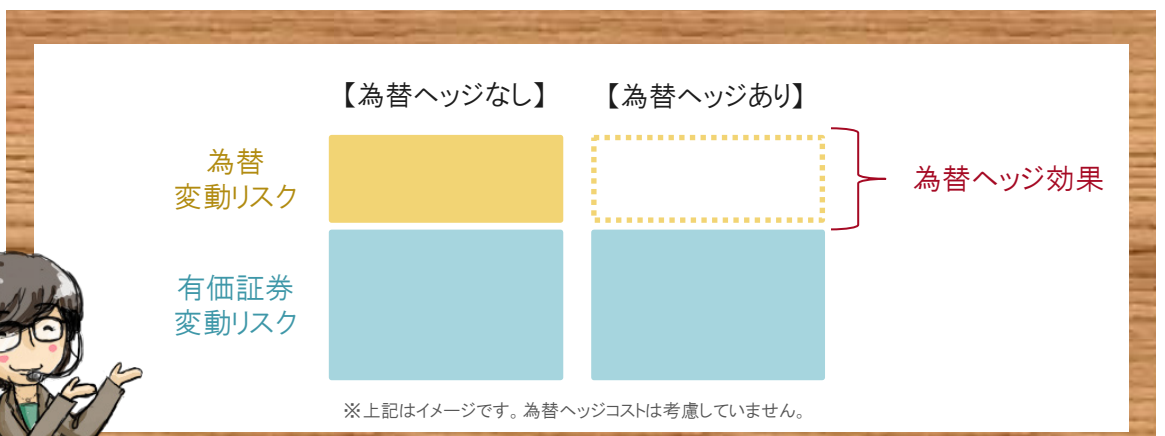 【為替ヘッジなし】 【為替ヘッジあり】
為替
変動リスク
為替ヘッジ効果
有価証券
変動リスク
※上記はイメージです。為替ヘッジコストは考慮していません。